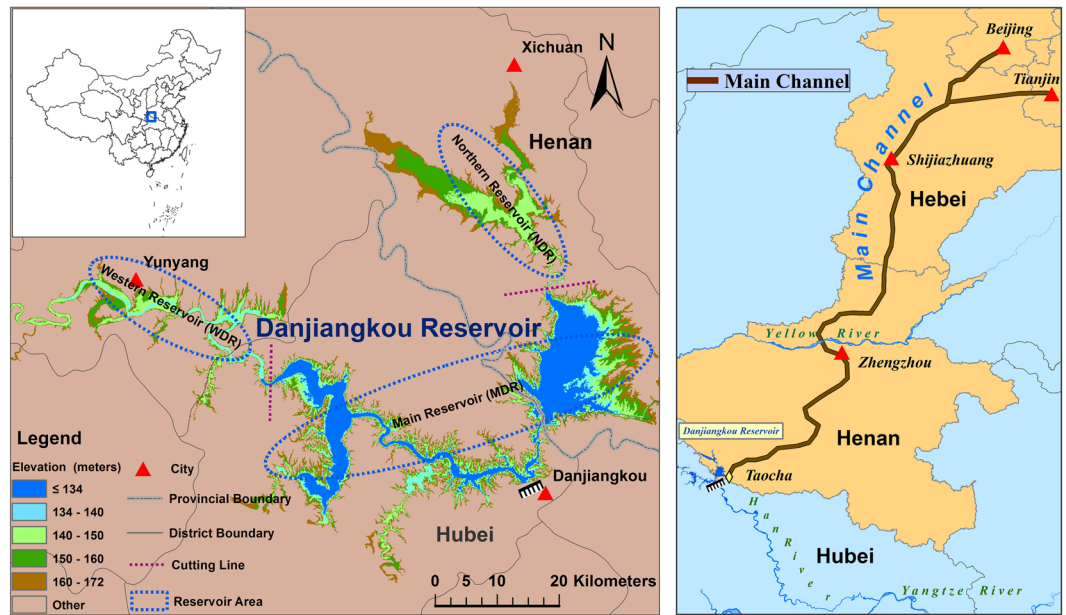 Xichuan
N
Henan
Northern Reservoir (NDR)
Yunyang
Western Reservoir (WDR)
Danjiangkou Reservoir
Main Reservoir (MDR)
Danjiangkou
Hubei
Legend
Elevation (meters)
≤ 134
134 - 140
140 - 150
150 - 160
160 - 172
Other
City
Provincial Boundary
District Boundary
Cutting Line
Reservoir Area
0 5 10 20 Kilometers
Beijing
Tianjin
Main Channel
Main Channel
Shijiazhuang
Hebei
Yellow River
Zhengzhou
Henan
Danjiangkou Reservoir
Taocha
Han River
Hubei
Yangtze River